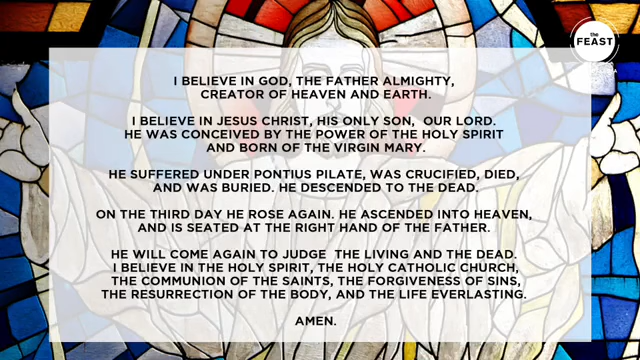 the
FEAST
I BELIEVE IN GOD, THE FATHER ALMIGHTY,
CREATOR OF HEAVEN AND EARTH.
I BELIEVE IN JESUS CHRIST, HIS ONLY SON, OUR LORD.
HE WAS CONCEIVED BY THE POWER OF THE HOLY SPIRIT
AND BORN OF THE VIRGIN MARY.
HE SUFFERED UNDER PONTIUS PILATE, WAS CRUCIFIED, DIED,
AND WAS BURIED. HE DESCENDED TO THE DEAD.
ON THE THIRD DAY HE ROSE AGAIN. HE ASCENDED INTO HEAVEN,
AND IS SEATED AT THE RIGHT HAND OF THE FATHER.
HE WILL COME AGAIN TO JUDGE THE LIVING AND THE DEAD.
I BELIEVE IN THE HOLY SPIRIT, THE HOLY CATHOLIC CHURCH,
THE COMMUNION OF THE SAINTS, THE FORGIVENESS OF SINS,
THE RESURRECTION OF THE BODY, AND THE LIFE EVERLASTING.
AMEN.